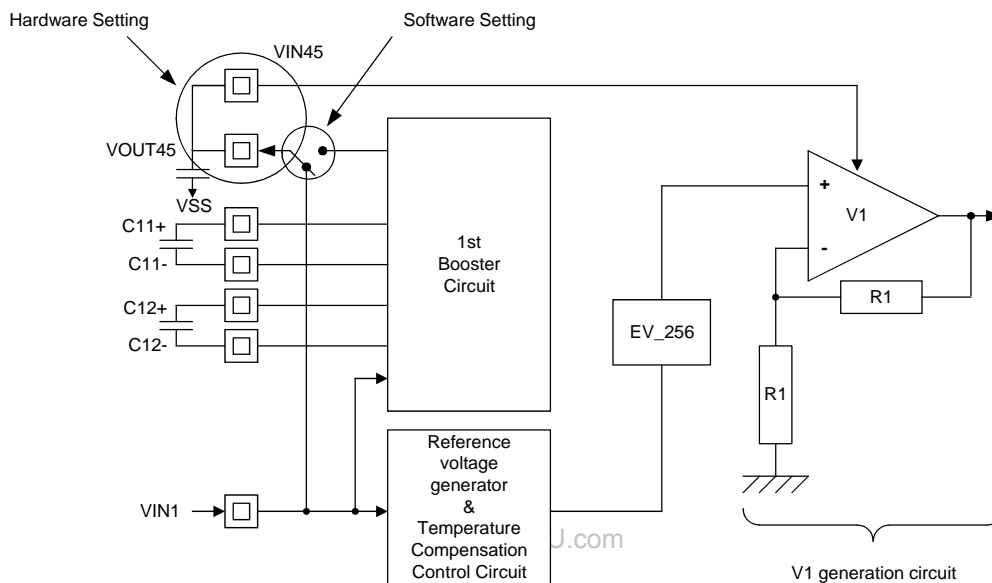 Hardware Setting
Software Setting
VIN45
VOUT45
VSS
C11+
C11-
C12+
C12-
1st
Booster
Circuit
+
V1
-
R1
EV_256
R1
VIN1
Reference
voltage
generator
&
Temperature
Compensation
Control Circuit
J.com
V1 generation circuit